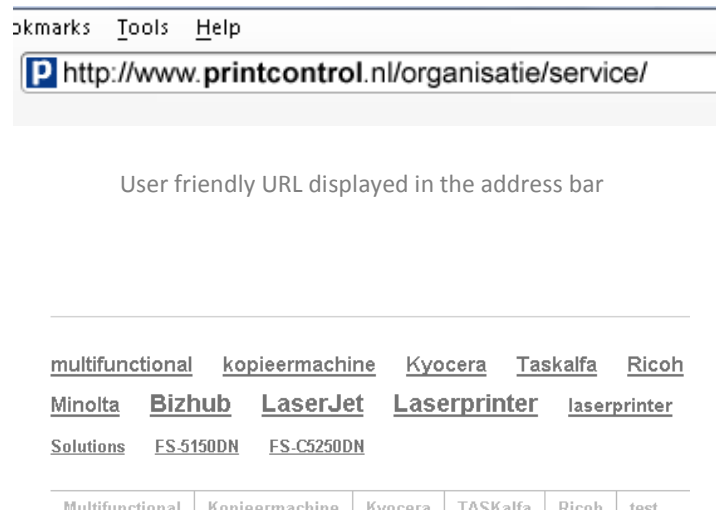 okmarks Tools Help
P http://www.printcontrol.nl/organisatie/service/
User friendly URL displayed in the address bar
multifunctional kopieermachine Kyocera Taskalfa Ricoh
Minolta Bizhub LaserJet Laserprinter laserprinter
Solutions FS-5150DN FS-C5250DN
Multifunctional Kopieermachine Kyocera TASKalfa Ricoh test